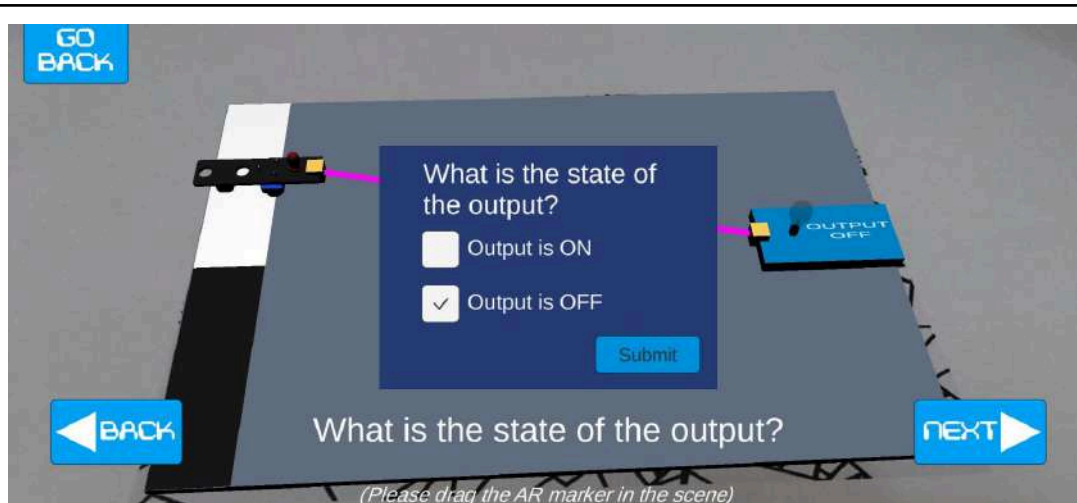 GO
BACK
What is the state of
the output?
Output is ON
Output is OFF
Submit
OUTPUT
OFF
BACK
What is the state of the output?
NEXT
(Please drag the AR marker in the scene)